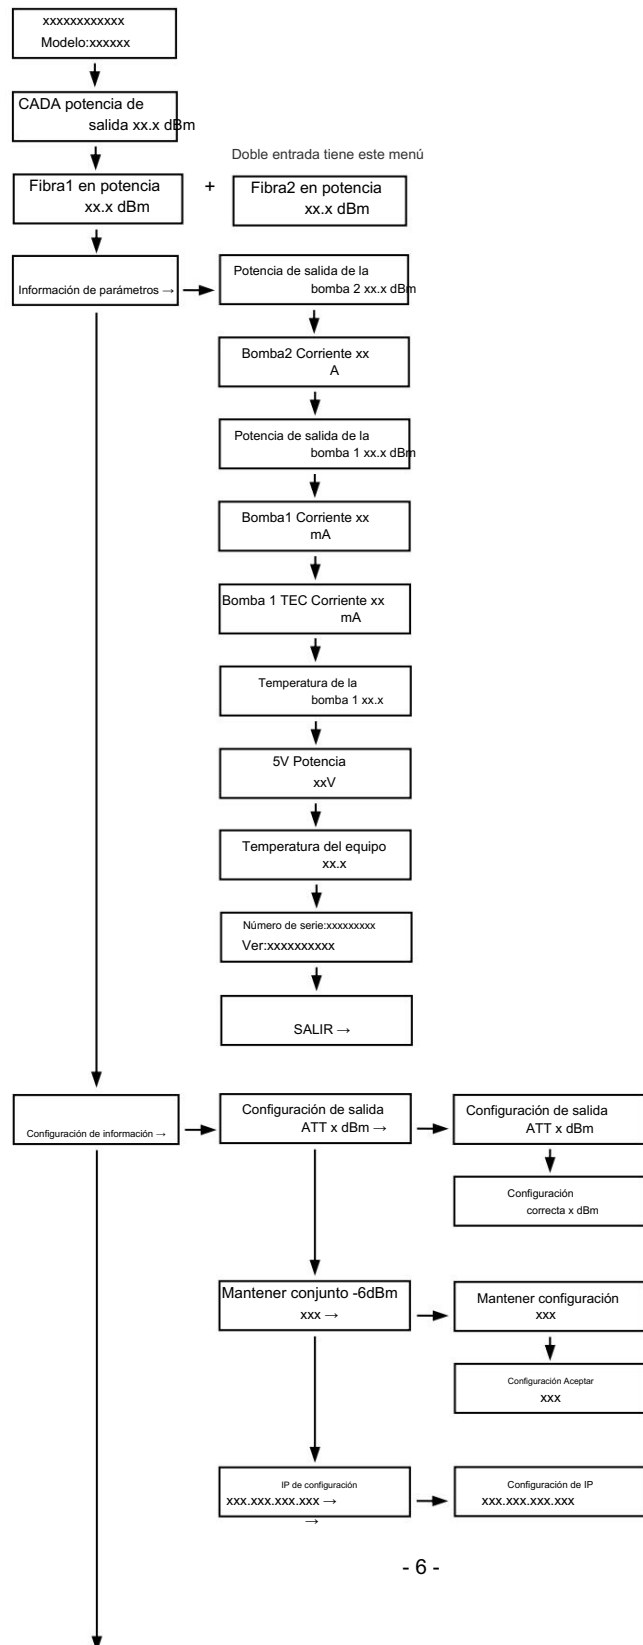 xxxxxxxxxxxx
Modelo:xxxxxx
CADA potencia de
salida xx.x dBm
Doble entrada tiene este menú
Fibra1 en potencia
xx.x dBm
+
Fibra2 en potencia
xx.x dBm
Información de parámetros →
Potencia de salida de la
bomba 2 xx.x dBm
Bomba2 Corriente xx
A
Potencia de salida de la
bomba 1 xx.x dBm
Bomba1 Corriente xx
mA
Bomba 1 TEC Corriente xx
mA
Temperatura de la
bomba 1 xx.x
5V Potencia
xxV
Temperatura del equipo
xx.x
Número de serie:xxxxxxxxx
Ver:xxxxxxxxxx
SALIR →
Configuración de información →
Configuración de salida
ATT x dBm →
Configuración de salida
ATT x dBm
Configuración
correcta x dBm
Mantener conjunto -6dBm
xxx →
Mantener configuración
xxx
Configuración Aceptar
xxx
IP de configuración
xxx.xxx.xxx.xxx →
→
Configuración de IP
xxx.xxx.xxx.xxx
- 6 -